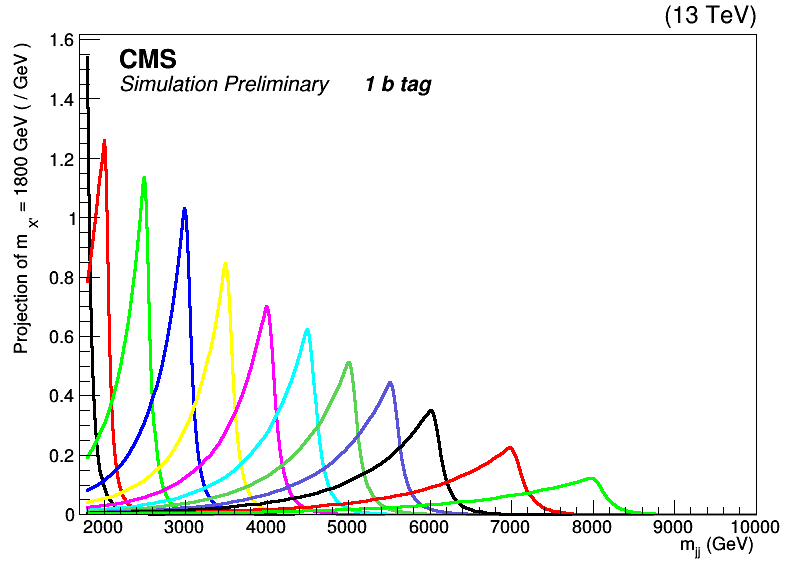 (13 TeV)
CMS
Simulation Preliminary 1 b tag
Projection of m X' = 1800 GeV ( / GeV )
1.6
1.4
1.2
1
0.8
0.6
0.4
0.2
0
2000 3000 4000 5000 6000 7000 8000 9000 10000
m jj (GeV)